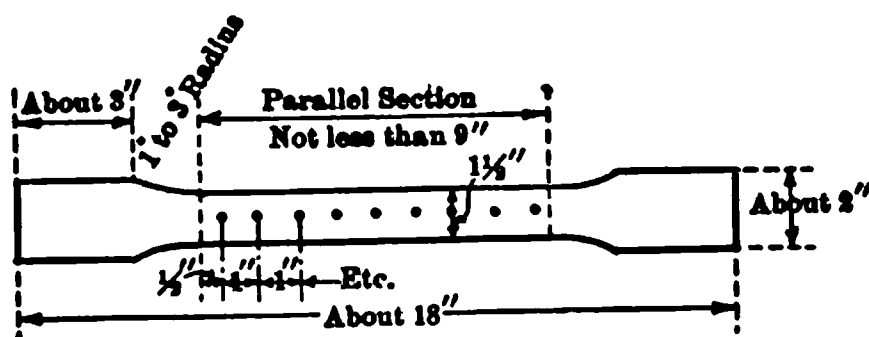 About 3"
1" to 3" Radius
Parallel Section
Not less than 9"
1½"
About 2"
½" 1" 1" Etc.
About 18"